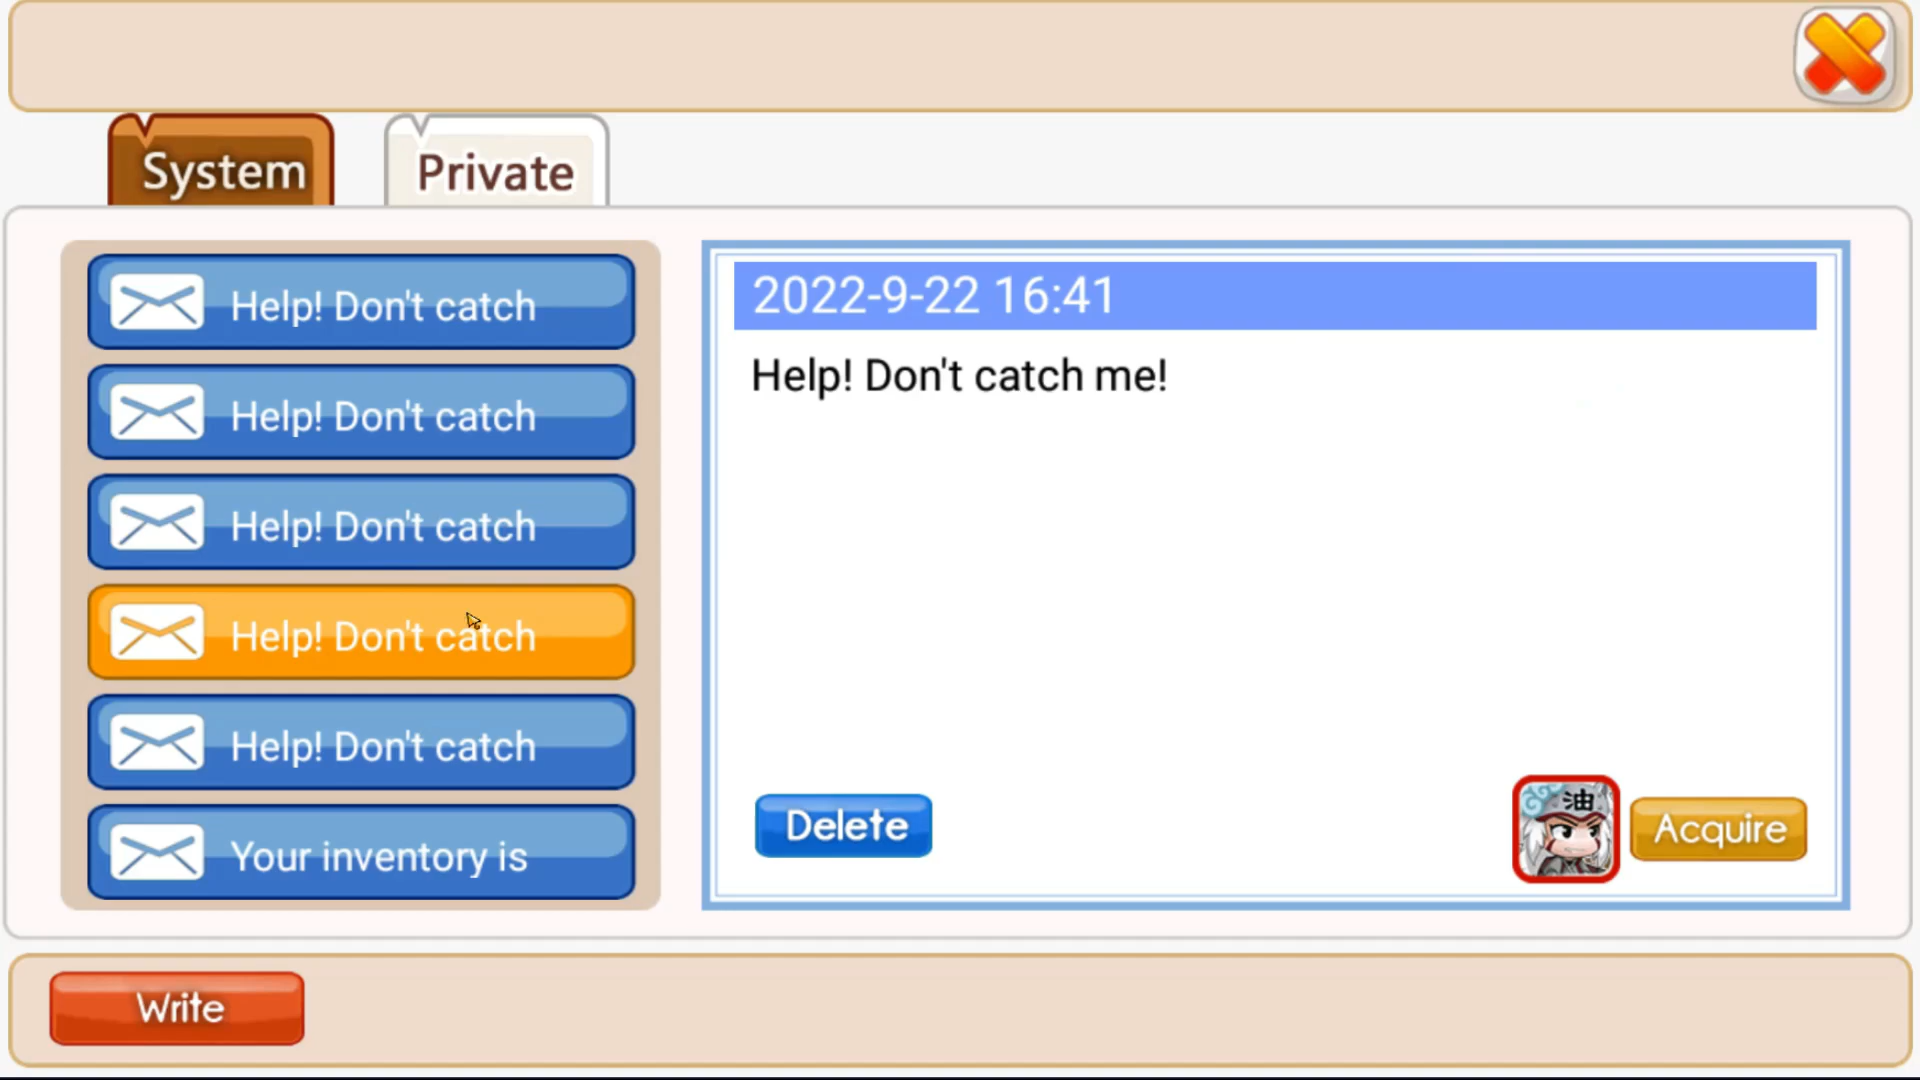 System
Private
Help! Don't catch
Help! Don't catch
Help! Don't catch
Help! Don't catch
Help! Don't catch
Your inventory is
2022-9-22 16:41
Help! Don't catch me!
Delete
油
Acquire
Write